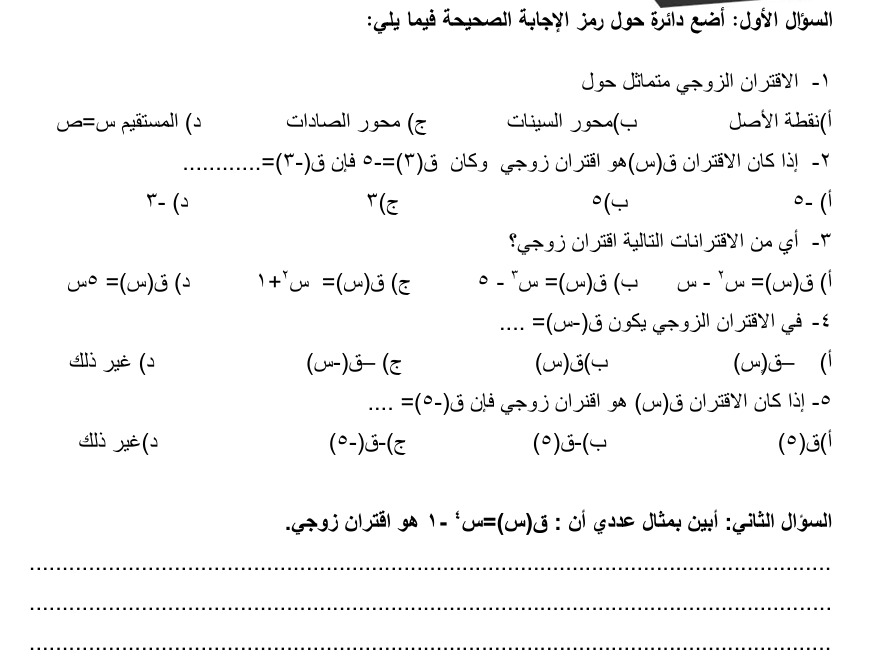 السؤال الأول: أضع دائرة حول رمز الإجابة الصحيحة فيما يلي:
١- الاقتران الزوجي متماثل حول
أ)نقطة الأصل ب)محور السينات ج) محور الصادات د) المستقيم س=ص
٢- إذا كان الاقتران ق(س)هو اقتران زوجي وكان ق(٣)=-٥ فإن ق(-٣)=............
أ) -٥ ب)٥ ج)٣ د) -٣
٣- أي من الاقترانات التالية اقتران زوجي؟
أ) ق(س)= س٢ - س ب) ق(س)= س٣ - ٥ ج) ق(س)= س٢+١ د) ق(س)= ٥س
٤- في الاقتران الزوجي يكون ق(-س)= ....
أ) –ق(س) ب)ق(س) ج) –ق(-س) د) غير ذلك
٥- إذا كان الاقتران ق(س) هو اقنران زوجي فإن ق(-٥)= ....
أ)ق(٥) ب)-ق(٥) ج)-ق(-٥) د)غير ذلك
السؤال الثاني: أبين بمثال عددي أن : ق(س)=س٤ -١ هو اقتران زوجي.
................................................................................
................................................................................
................................................................................